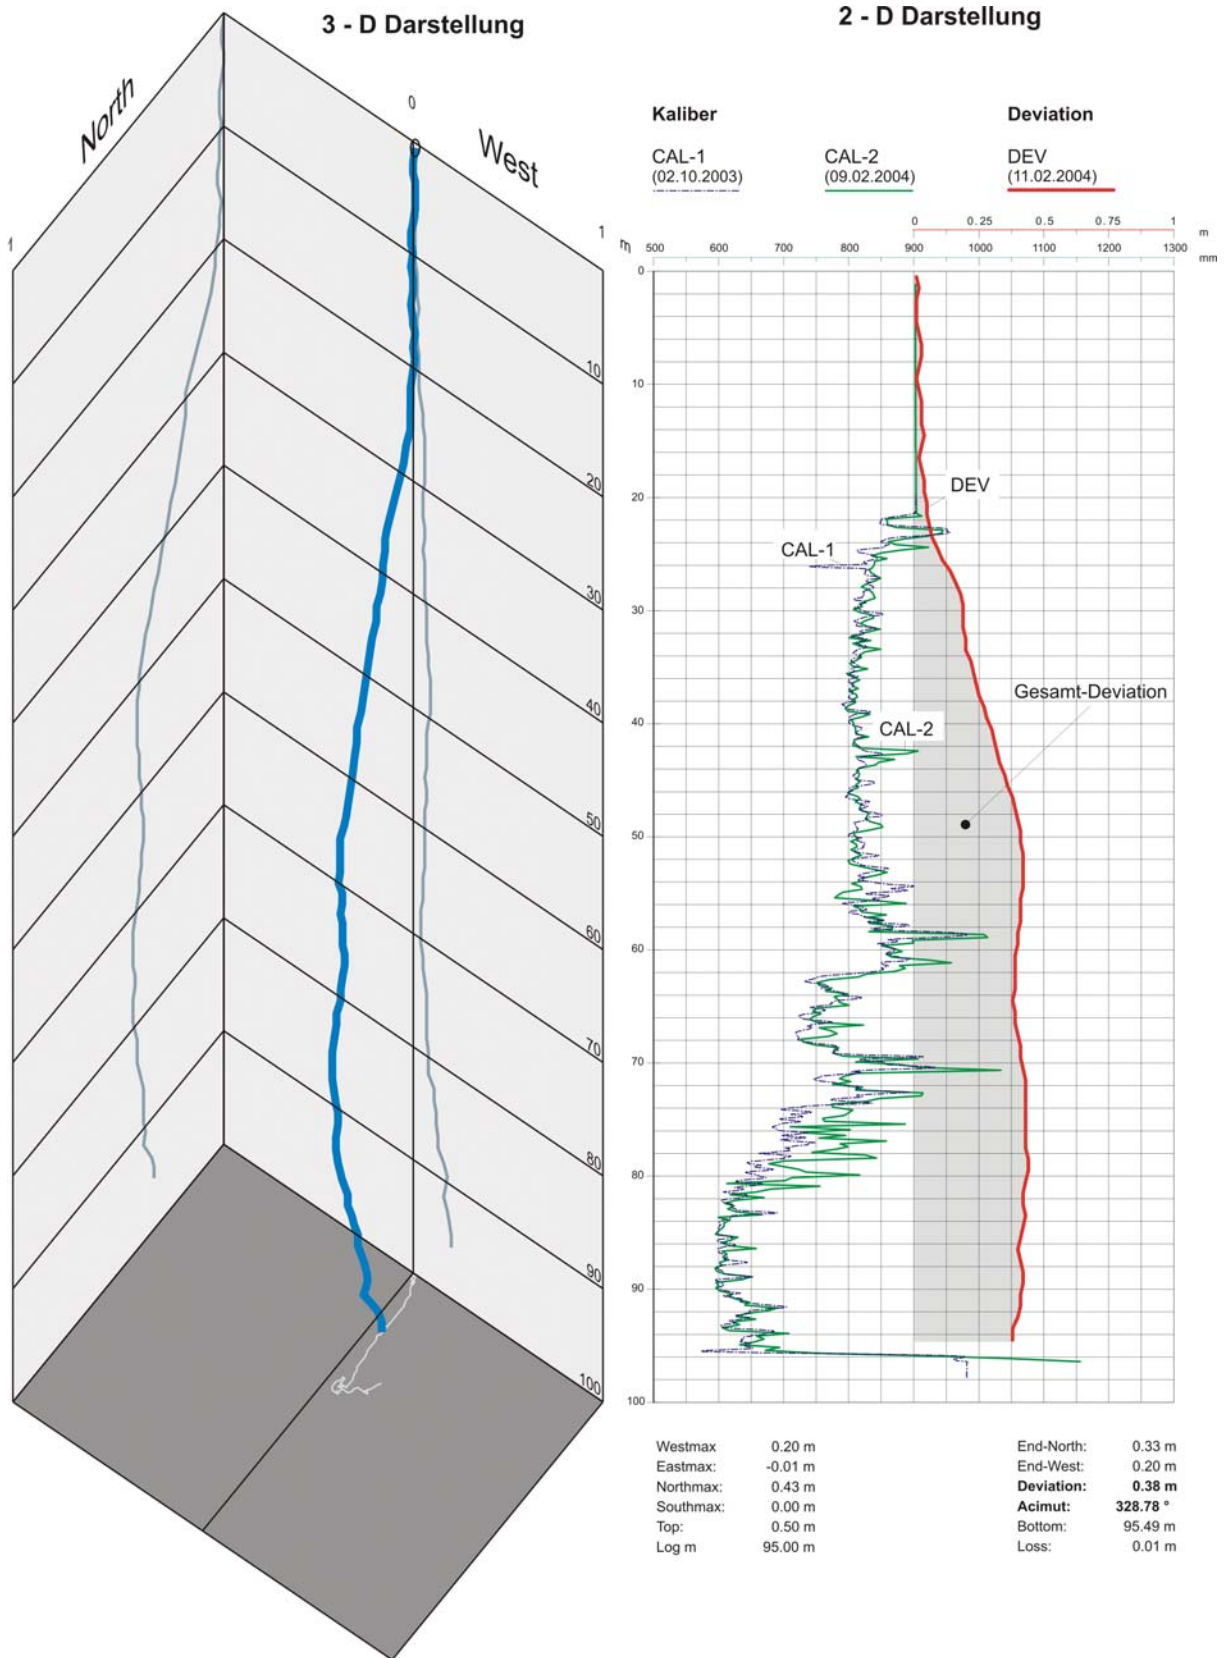 3 - D Darstellung
2 - D Darstellung
North
0
0
West
1
1
10
20
30
40
50
60
70
80
90
100
Kaliber
Deviation
CAL-1
(02.10.2003)
CAL-2
(09.02.2004)
DEV
(11.02.2004)
0 0.25 0.5 0.75 1
m
m 500 600 700 800 900 1000 1100 1200 1300
mm
0
10
20
30
40
50
60
70
80
90
100
DEV
CAL-1
Gesamt-Deviation
CAL-2
Westmax 0.20 m
Eastmax: -0.01 m
Northmax: 0.43 m
Southmax: 0.00 m
Top: 0.50 m
Log m 95.00 m
End-North: 0.33 m
End-West: 0.20 m
Deviation: 0.38 m
Acimut: 328.78 °
Bottom: 95.49 m
Loss: 0.01 m